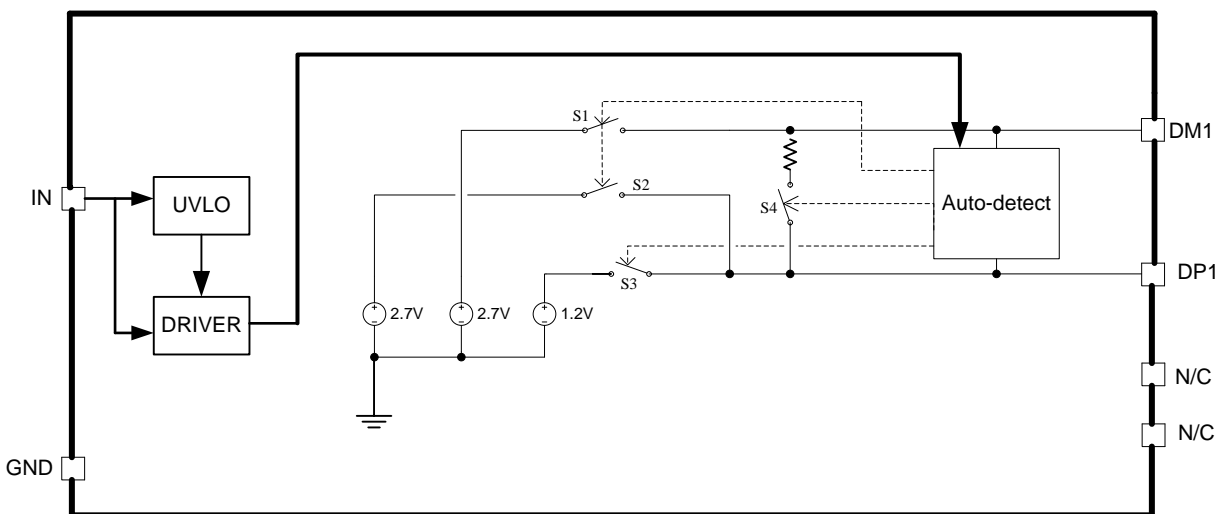 S1
DM1
IN
UVLO
S2
S4
Auto-detect
S3
DP1
DRIVER
+
−
2.7V
+
−
2.7V
+
−
1.2V
N/C
N/C
GND